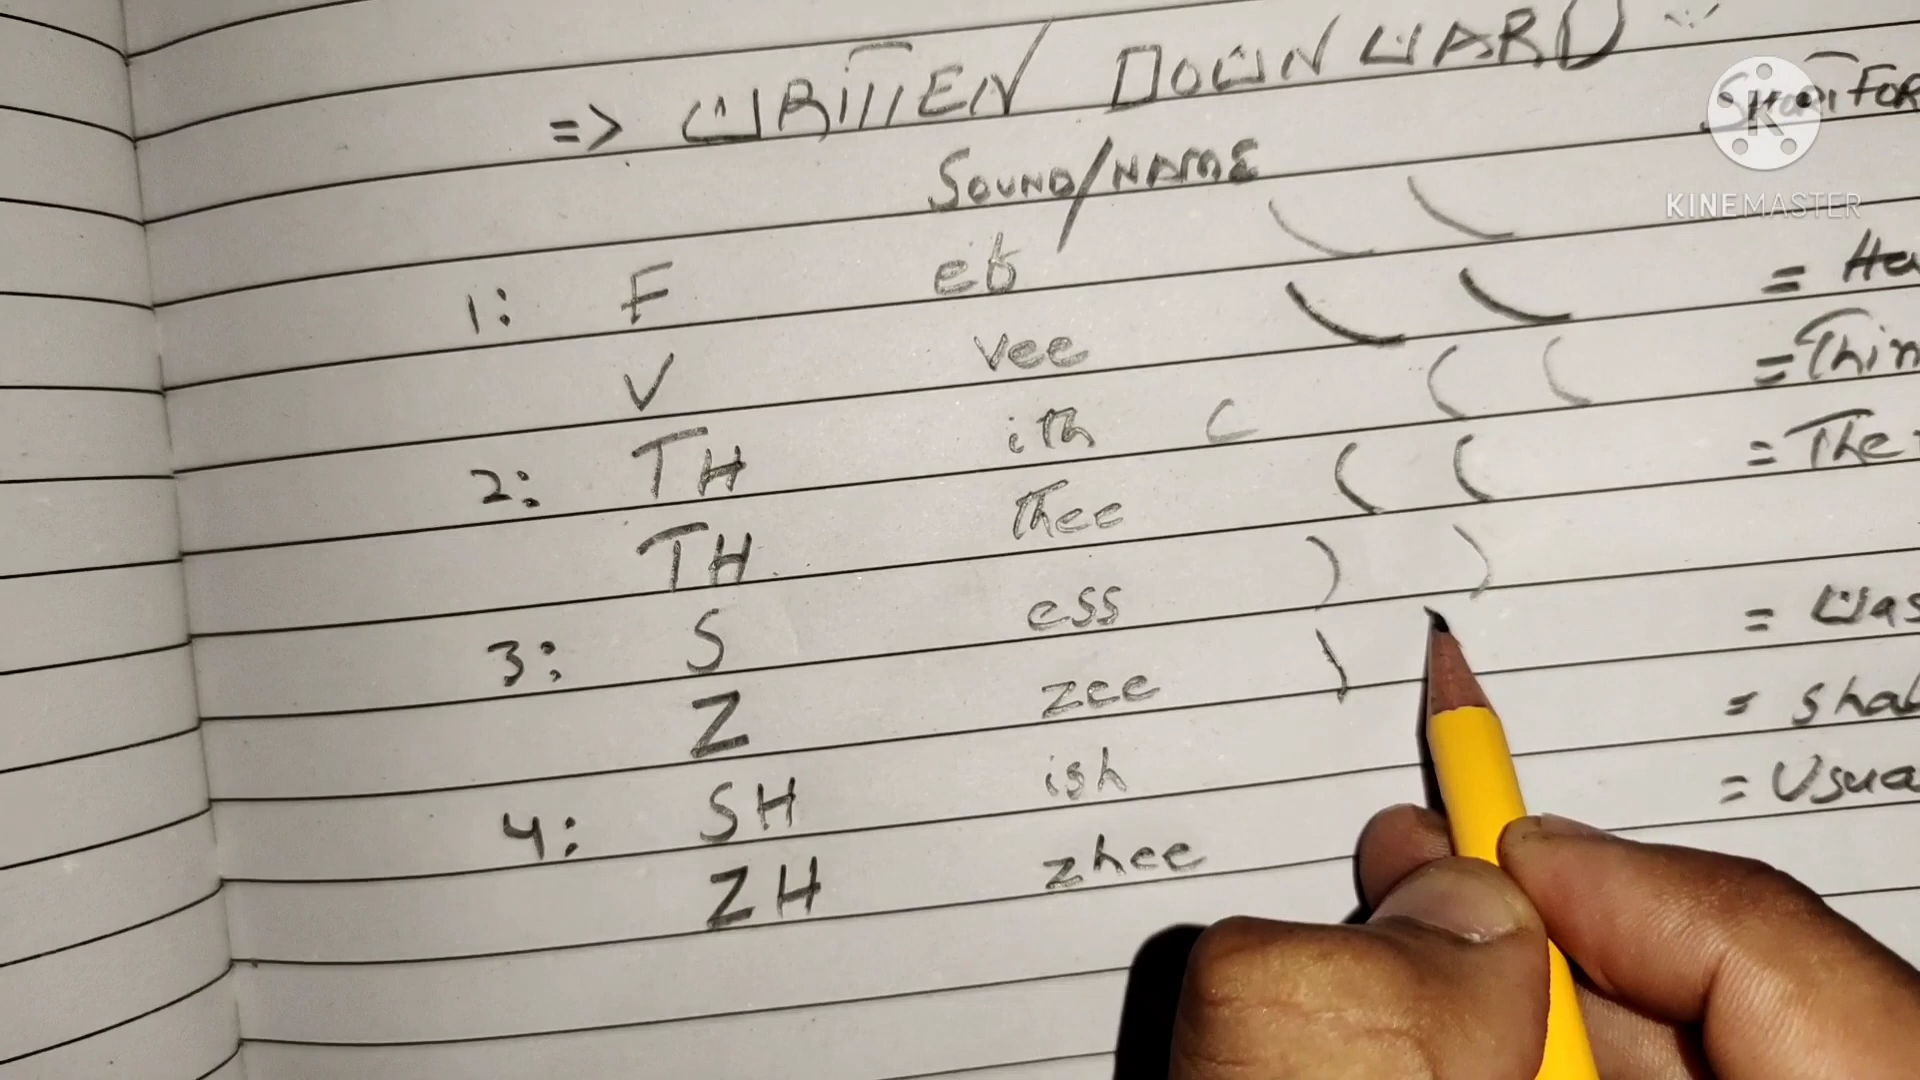 => WRITTEN DOWNWARD :-
SOUND/NAME
1: F ef
V vee = Ha
2: TH ith = Thin
TH Thee = The
3: S ess
Z zee = Was
4: SH ish = Shal
ZH zhee = Usua
K
KINEMASTER